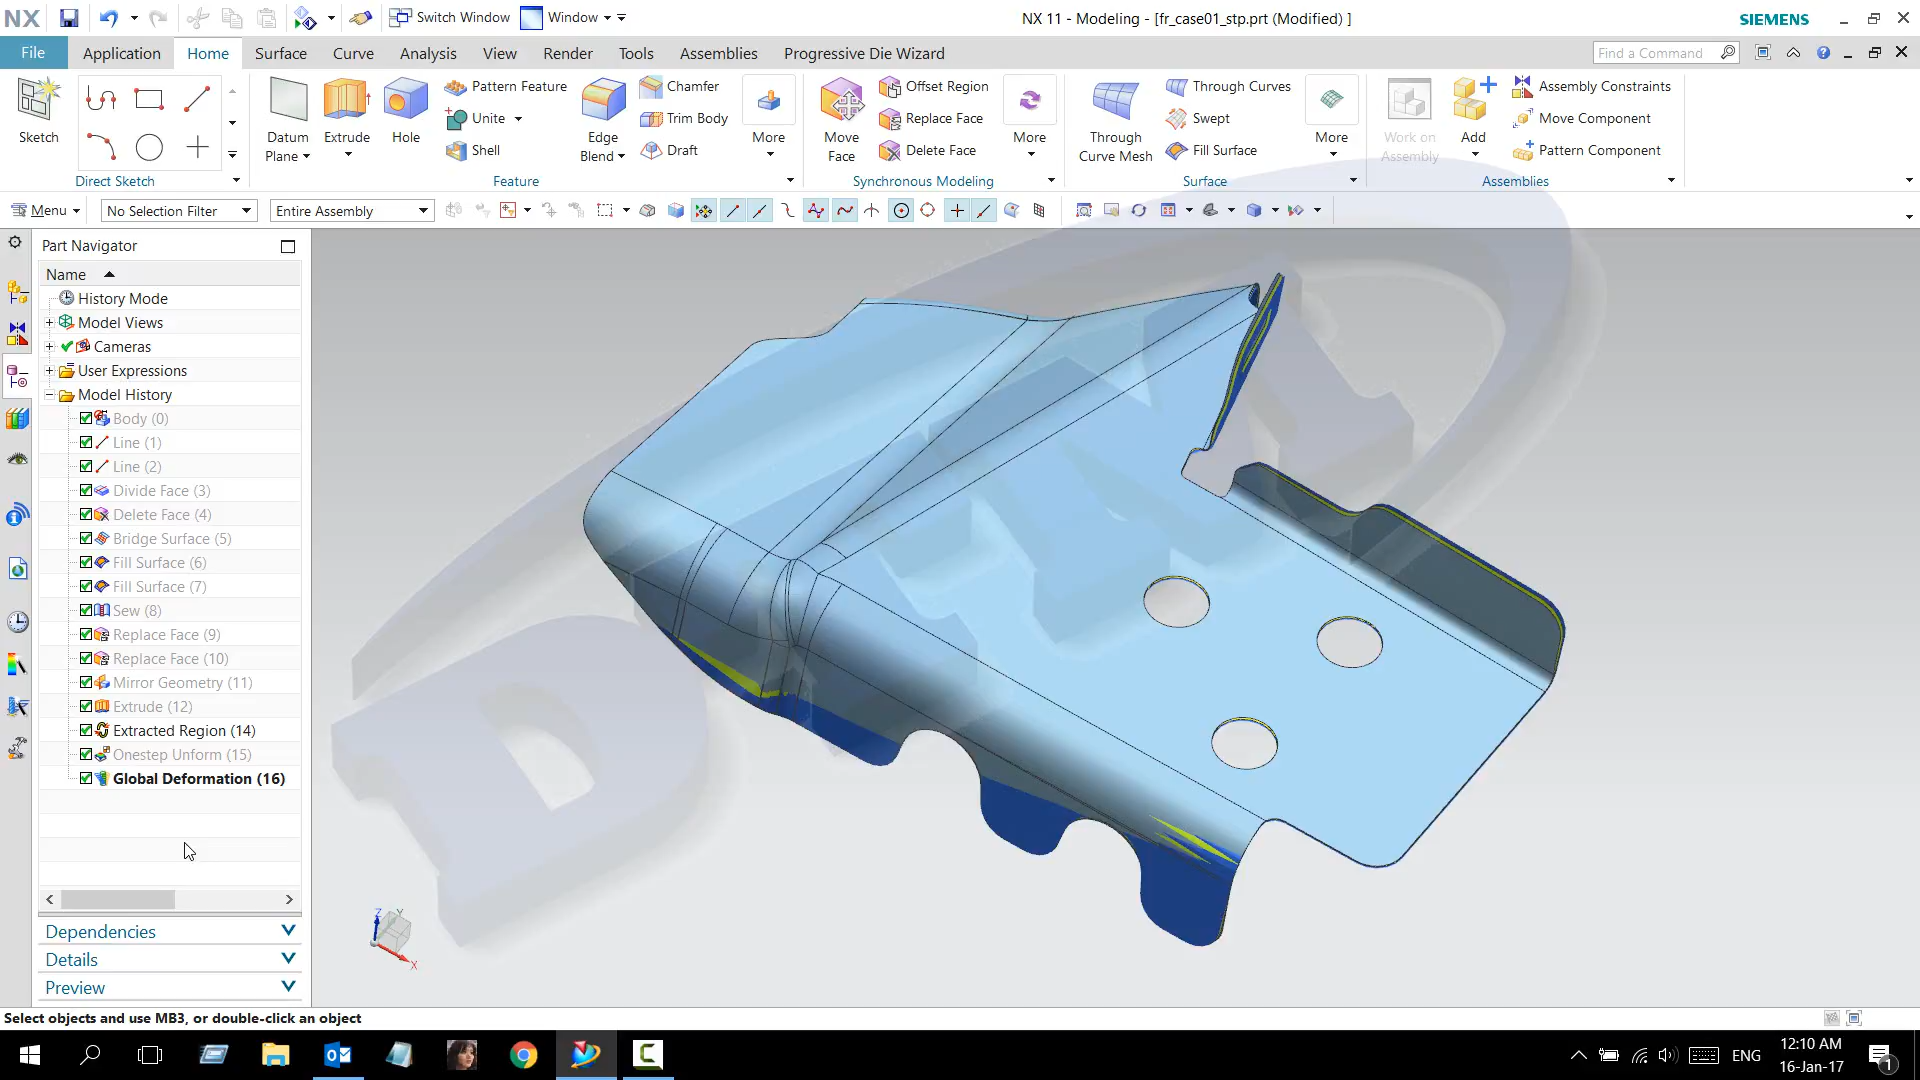 NX
Switch Window
Window
NX 11 - Modeling - [fr_case01_stp.prt (Modified) ]
SIEMENS
File
Application
Home
Surface
Curve
Analysis
View
Render
Tools
Assemblies
Progressive Die Wizard
Find a Command
Sketch
Direct Sketch
Datum
Plane
Extrude
Hole
Pattern Feature
Unite
Shell
Edge
Blend
Chamfer
Trim Body
Draft
More
Feature
Move
Face
Offset Region
Replace Face
Delete Face
More
Synchronous Modeling
Through
Curve Mesh
Through Curves
Swept
Fill Surface
More
Surface
Work on
Assembly
Add
Assembly Constraints
Move Component
Pattern Component
Assemblies
Menu
No Selection Filter
Entire Assembly
Part Navigator
Name
History Mode
Model Views
Cameras
User Expressions
Model History
Body (0)
Line (1)
Line (2)
Divide Face (3)
Delete Face (4)
Bridge Surface (5)
Fill Surface (6)
Fill Surface (7)
Sew (8)
Replace Face (9)
Replace Face (10)
Mirror Geometry (11)
Extrude (12)
Extracted Region (14)
Onestep Unform (15)
Global Deformation (16)
Dependencies
Details
Preview
Z
Y
X
Select objects and use MB3, or double-click an object
ENG
12:10 AM
16-Jan-17
1